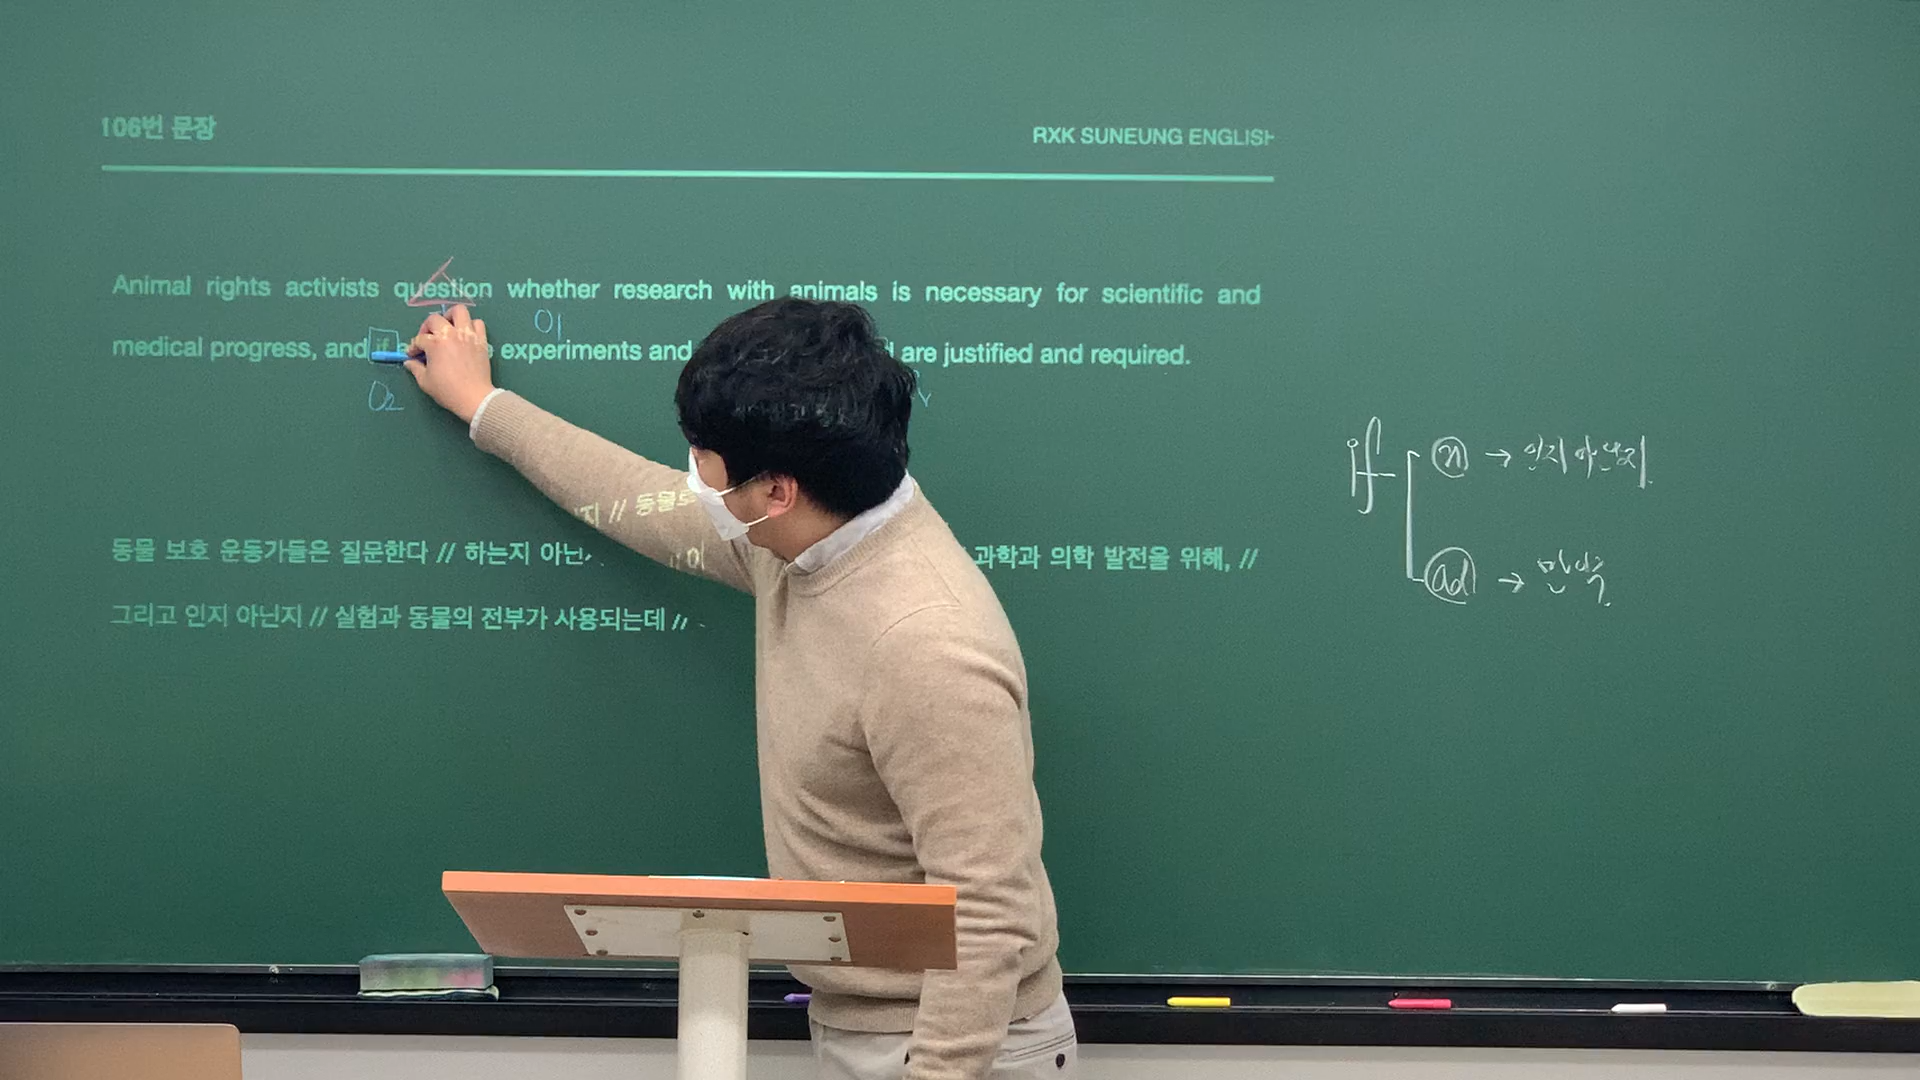 106번 문장
RXK SUNEUNG ENGLISH
Animal rights activists question whether research with animals is necessary for scientific and
O1
medical progress, and if experiments and are justified and required.
O2
V
if
n → 인지 아닌지
ad → 만약
// 동물로
동물 보호 운동가들은 질문한다 // 하는지 과학과 의학 발전을 위해, //
그리고 인지 아닌지 // 실험과 동물의 전부가 사용되는데 //